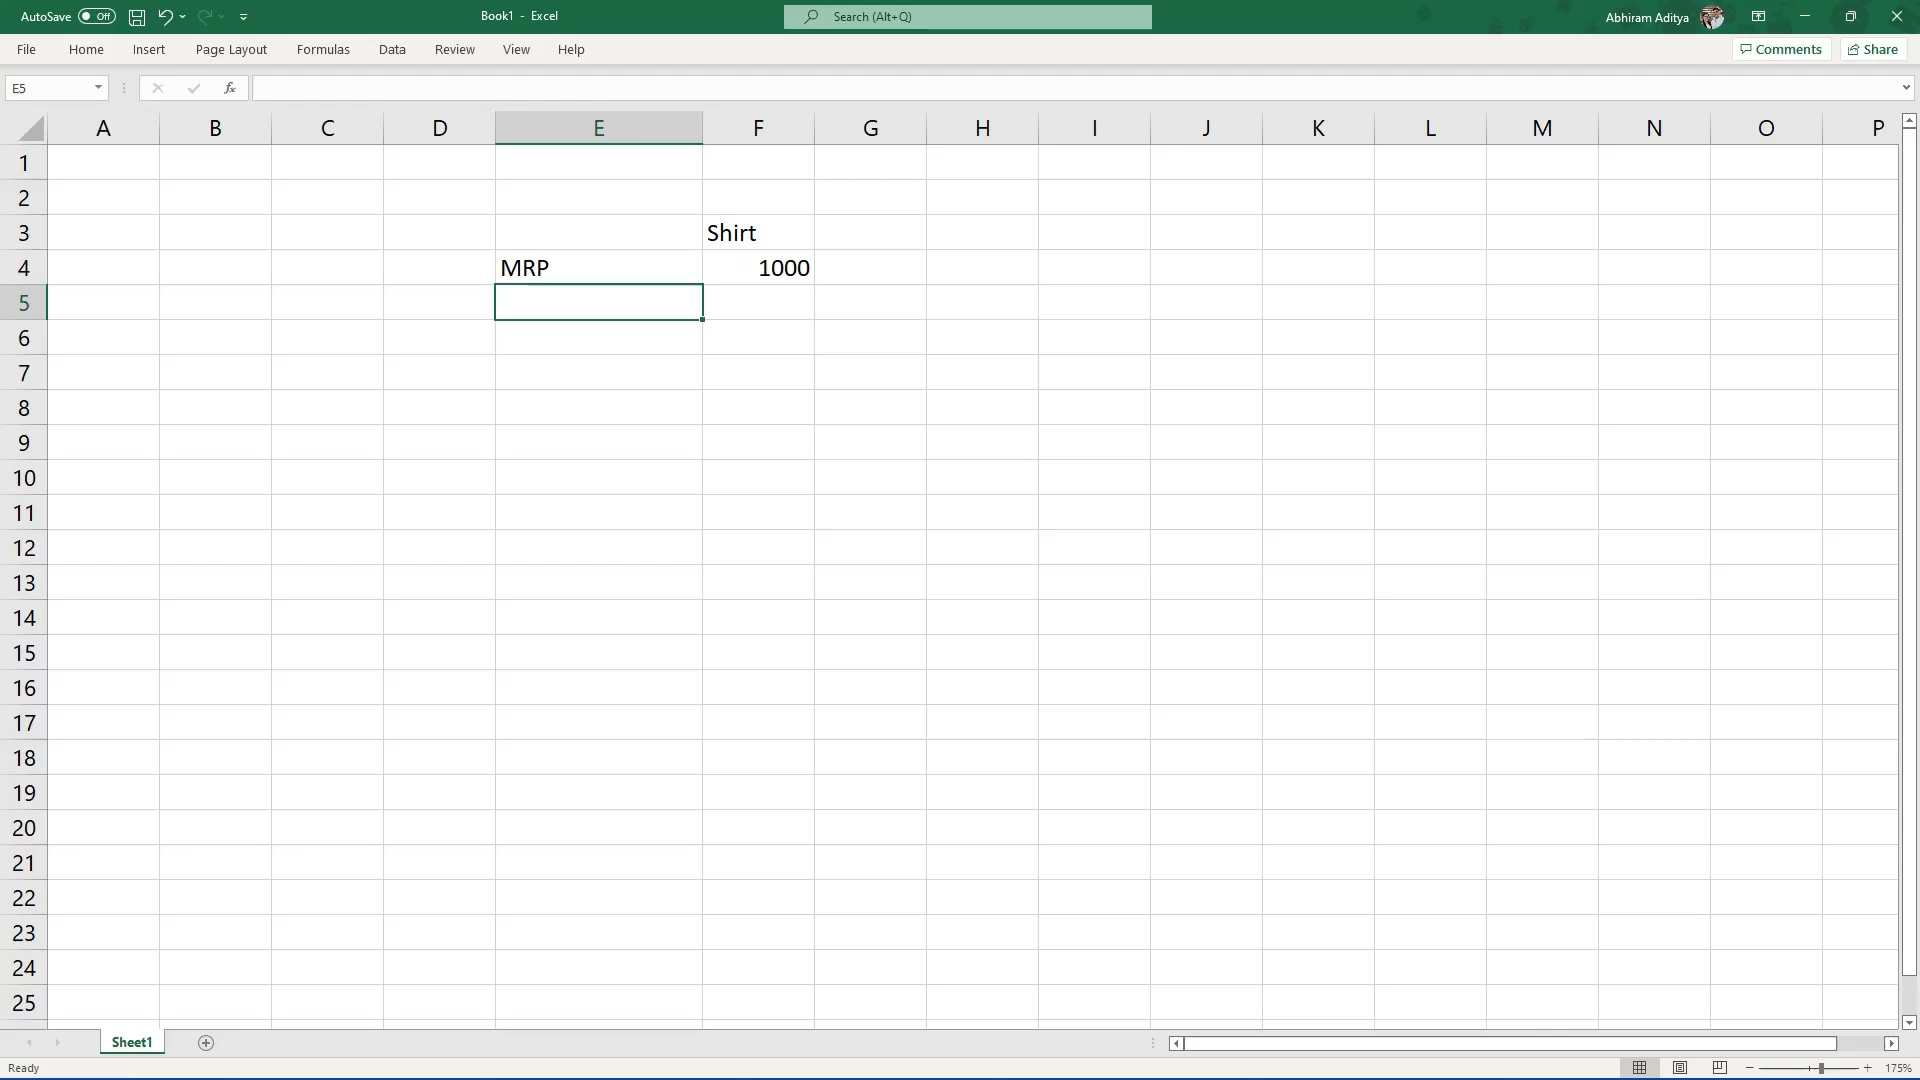 AutoSave Off Book1 - Excel Search (Alt+Q) Abhiram Aditya
File Home Insert Page Layout Formulas Data Review View Help Comments Share
E5 fx
A B C D E F G H I J K L M N O P
1
2
3 Shirt
4 MRP 1000
5
6
7
8
9
10
11
12
13
14
15
16
17
18
19
20
21
22
23
24
25
Sheet1
Ready 175%